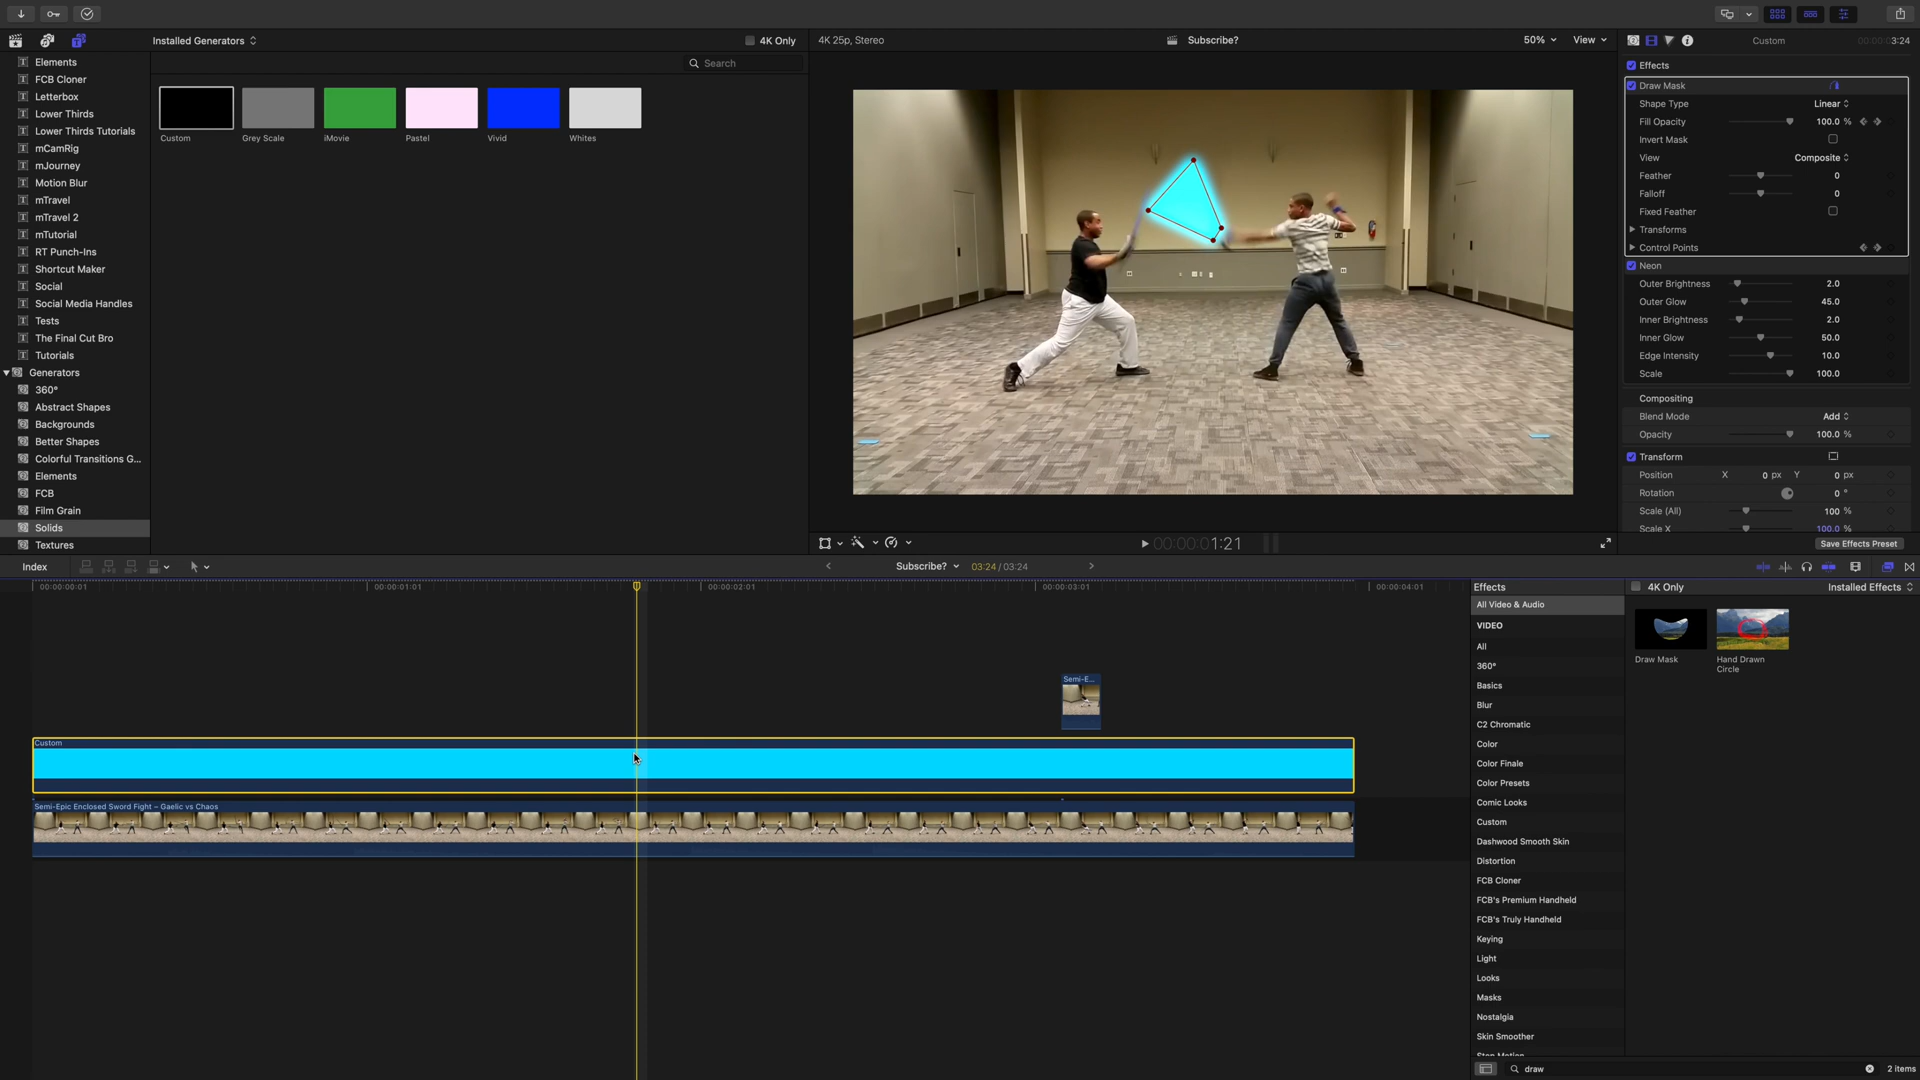 Installed Generators
4K Only
4K 25p, Stereo
Subscribe?
50%
View
Custom
3:24
Search
Elements
FCB Cloner
Letterbox
Lower Thirds
Lower Thirds Tutorials
mCamRig
mJourney
Motion Blur
mTravel
mTravel 2
mTutorial
RT Punch-Ins
Shortcut Maker
Social
Social Media Handles
Tests
The Final Cut Bro
Tutorials
Generators
360°
Abstract Shapes
Backgrounds
Better Shapes
Colorful Transitions G...
Elements
FCB
Film Grain
Solids
Textures
Custom
Grey Scale
iMovie
Pastel
Vivid
Whites
Effects
Draw Mask
Shape Type Linear
Fill Opacity 100.0 %
Invert Mask
View Composite
Feather 0
Falloff 0
Fixed Feather
Transforms
Control Points
Neon
Outer Brightness 2.0
Outer Glow 45.0
Inner Brightness 2.0
Inner Glow 50.0
Edge Intensity 10.0
Scale 100.0
Compositing
Blend Mode Add
Opacity 100.0 %
Transform
Position X 0 px Y 0 px
Rotation 0 °
Scale (All) 100 %
Scale X 100.0 %
Save Effects Preset
00:00:00:01:21
Index
Subscribe?
03:24 / 03:24
00:00:00:01
00:00:01:01
00:00:02:01
00:00:03:01
00:00:04:01
Semi-E...
Custom
Semi-Epic Enclosed Sword Fight – Gaelic vs Chaos
Effects
4K Only
Installed Effects
All Video & Audio
VIDEO
All
360°
Basics
Blur
C2 Chromatic
Color
Color Finale
Color Presets
Comic Looks
Custom
Dashwood Smooth Skin
Distortion
FCB Cloner
FCB's Premium Handheld
FCB's Truly Handheld
Keying
Light
Looks
Masks
Nostalgia
Skin Smoother
Stop Motion
Draw Mask
Hand Drawn
Circle
draw
2 items